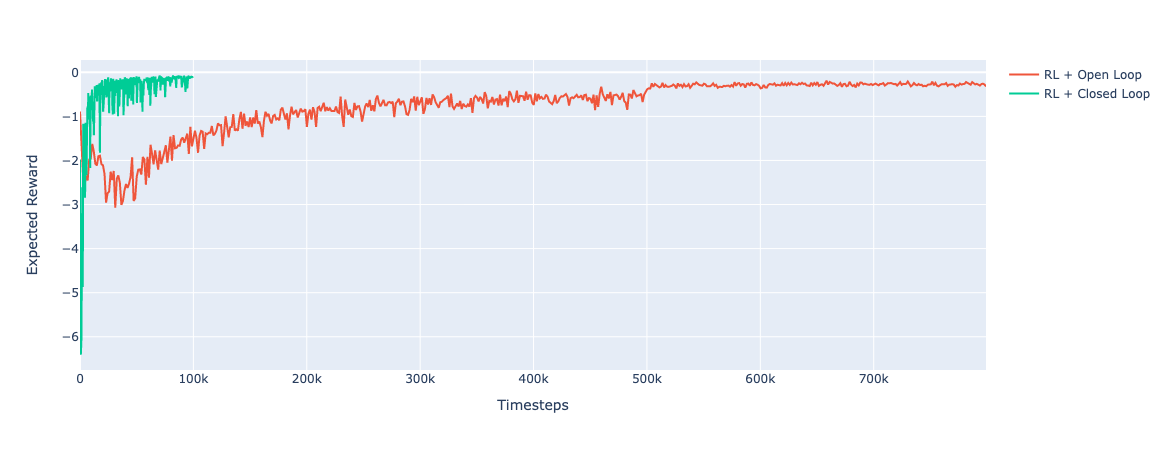 0
−1
−2
−3
−4
−5
−6
Expected Reward
0
100k
200k
300k
400k
500k
600k
700k
Timesteps
RL + Open Loop
RL + Closed Loop